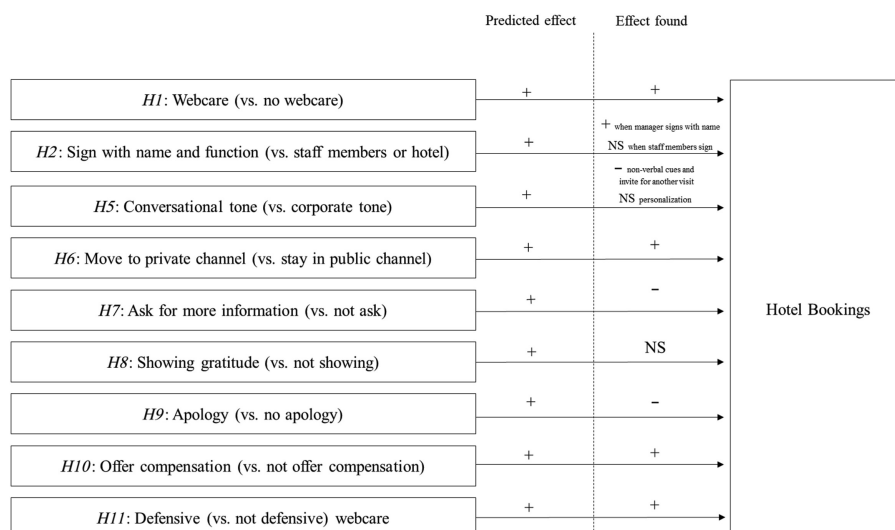 Predicted effect
Effect found
H1: Webcare (vs. no webcare)
+
+
H2: Sign with name and function (vs. staff members or hotel)
+
+ when manager signs with name
NS when staff members sign
H5: Conversational tone (vs. corporate tone)
+
− non-verbal cues and
invite for another visit
NS personalization
H6: Move to private channel (vs. stay in public channel)
+
+
H7: Ask for more information (vs. not ask)
+
−
H8: Showing gratitude (vs. not showing)
+
NS
H9: Apology (vs. no apology)
+
−
H10: Offer compensation (vs. not offer compensation)
+
+
H11: Defensive (vs. not defensive) webcare
+
+
Hotel Bookings